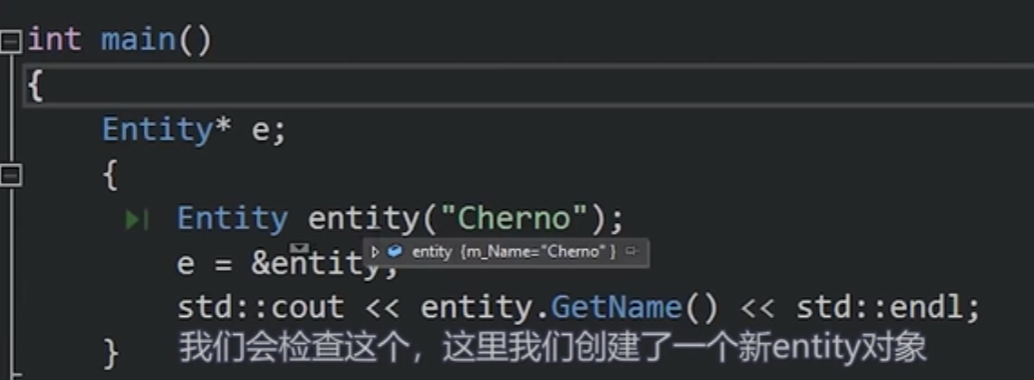 int main()
{
Entity* e;
{
Entity entity("Cherno");
entity {m_Name="Cherno" }
e = &entity;
std::cout << entity.GetName() << std::endl;
}
我们会检查这个，这里我们创建了一个新entity对象